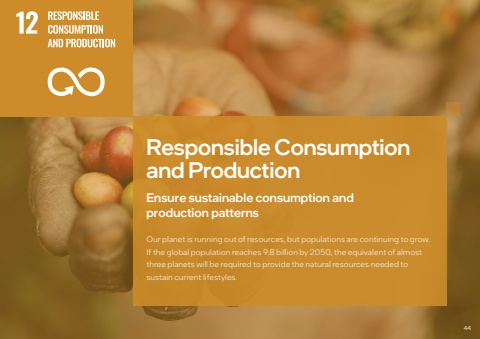 12 RESPONSIBLE
CONSUMPTION
AND PRODUCTION
Responsible Consumption
and Production
Ensure sustainable consumption and
production patterns
Our planet is running out of resources, but populations are continuing to grow.
If the global population reaches 9.8 billion by 2050, the equivalent of almost
three planets will be required to provide the natural resources needed to
sustain current lifestyles.
44